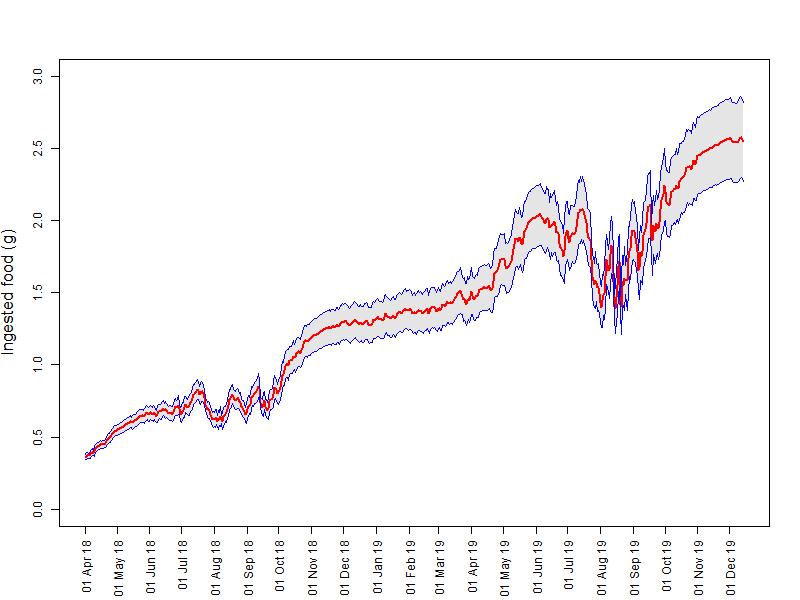 Ingested food (g)
3.0
2.5
2.0
1.5
1.0
0.5
0.0
01 Apr 18
01 May 18
01 Jun 18
01 Jul 18
01 Aug 18
01 Sep 18
01 Oct 18
01 Nov 18
01 Dec 18
01 Jan 19
01 Feb 19
01 Mar 19
01 Apr 19
01 May 19
01 Jun 19
01 Jul 19
01 Aug 19
01 Sep 19
01 Oct 19
01 Nov 19
01 Dec 19